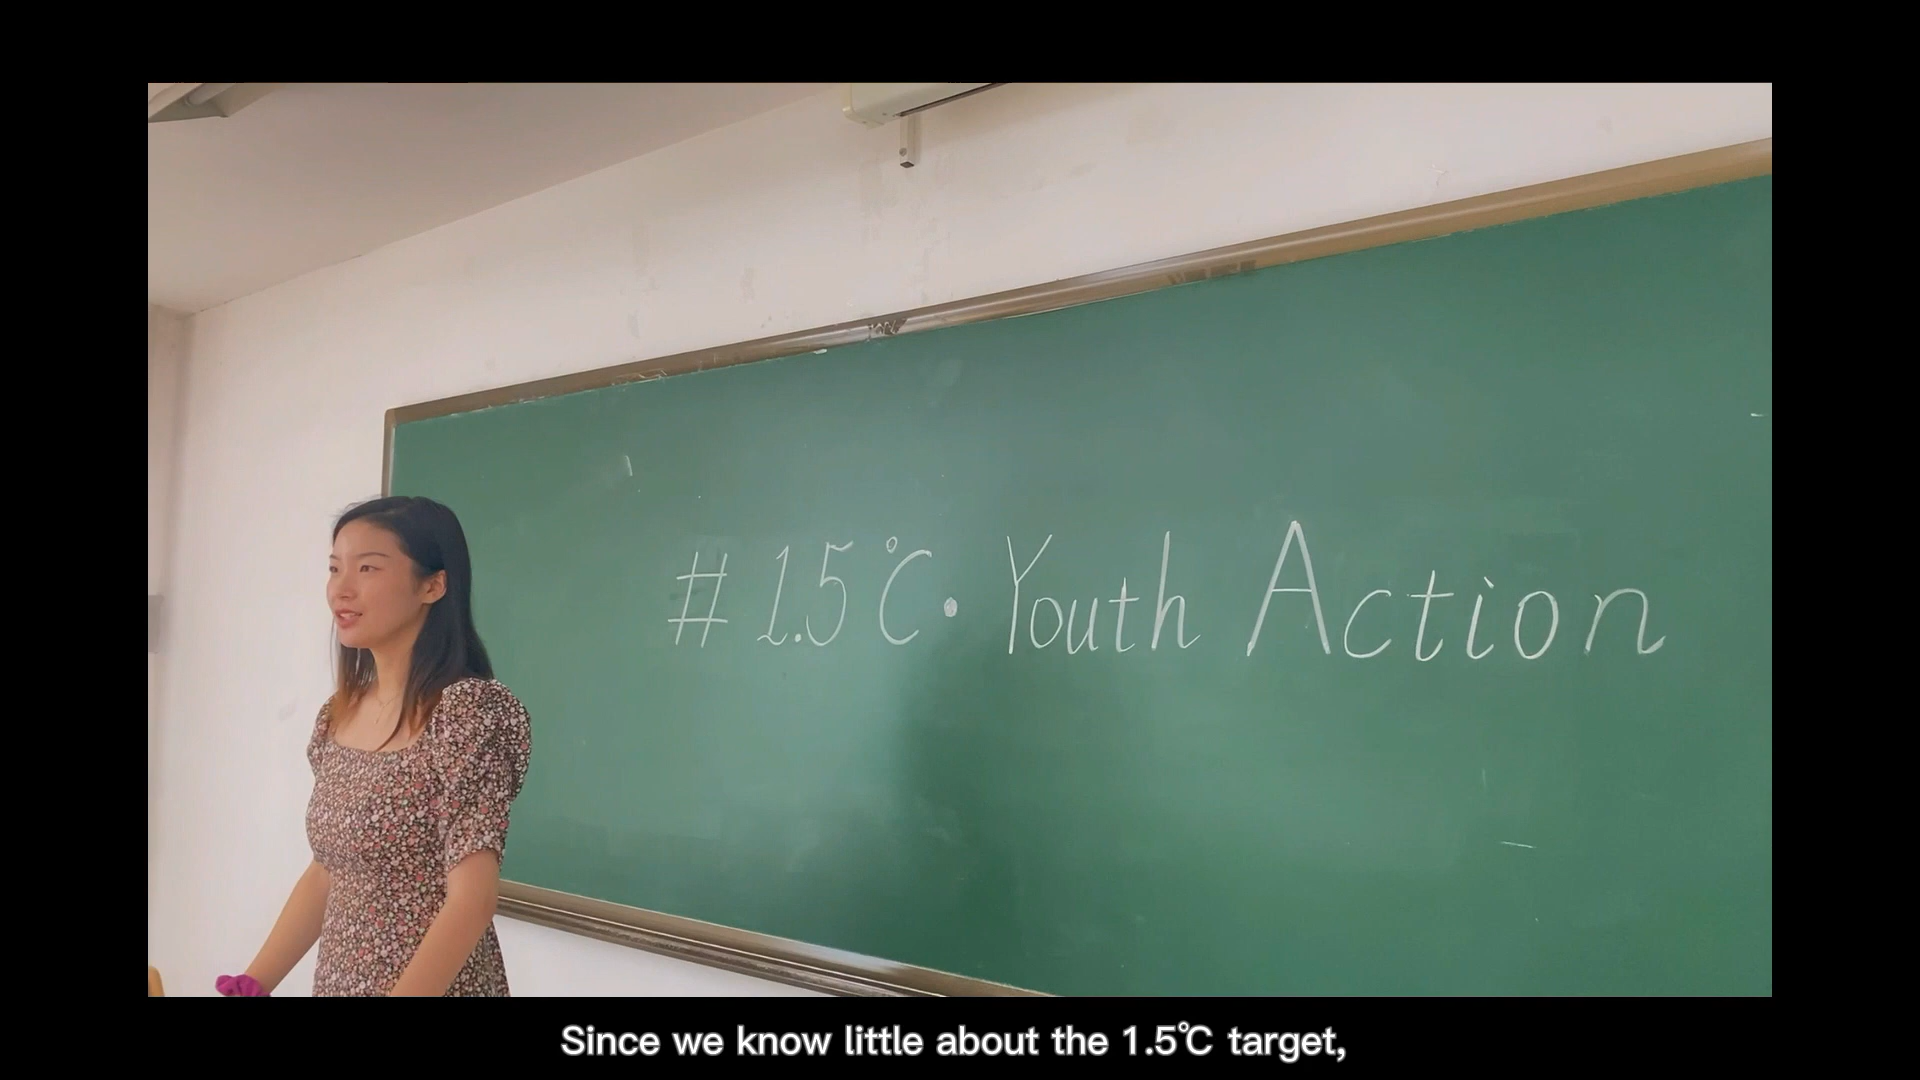 # 1.5℃·Youth Action
Since we know little about the 1.5℃ target,